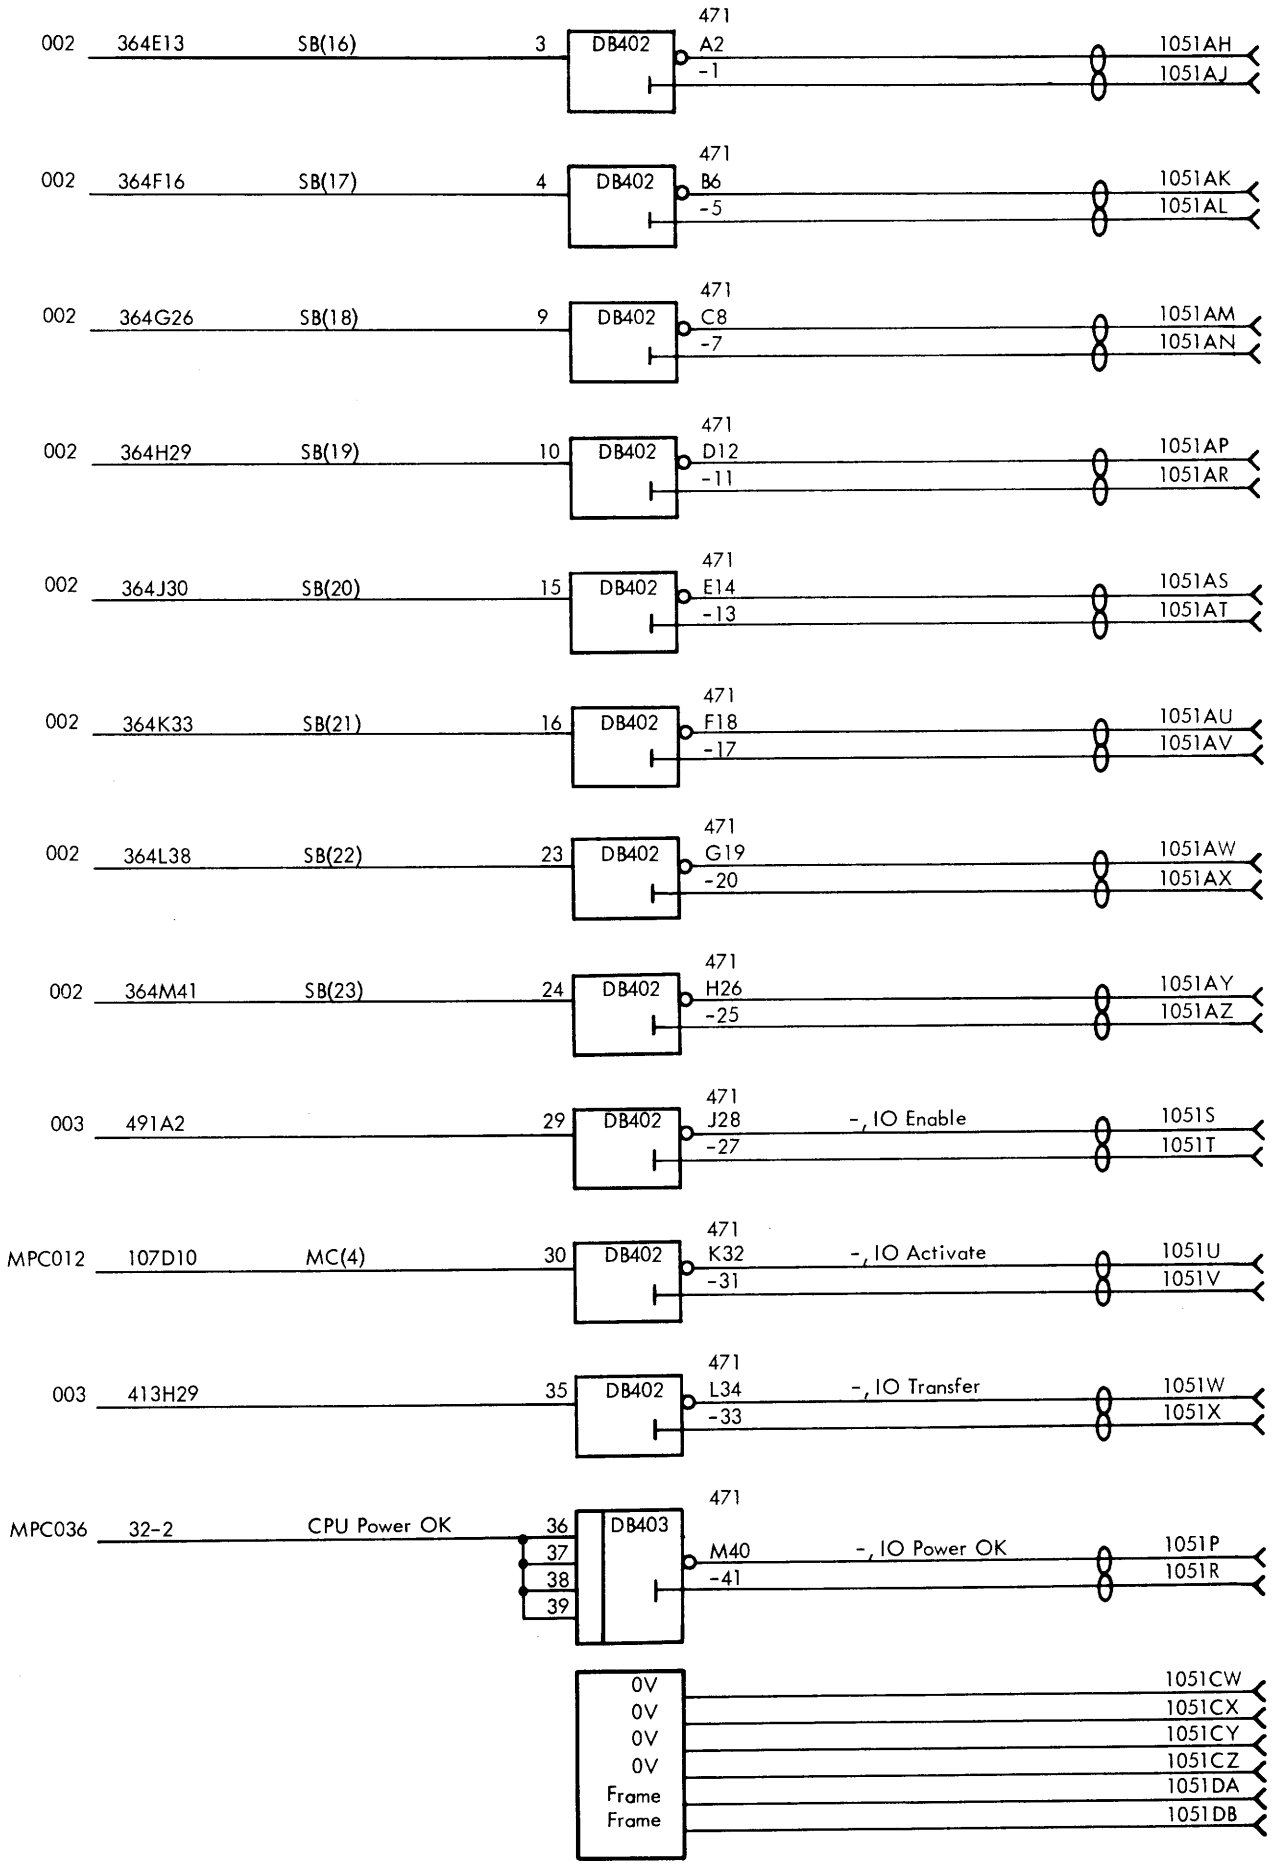 471
002 364E13 SB(16) 3 DB402 A2 1051AH
-1 1051AJ
471
002 364F16 SB(17) 4 DB402 B6 1051AK
-5 1051AL
471
002 364G26 SB(18) 9 DB402 C8 1051AM
-7 1051AN
471
002 364H29 SB(19) 10 DB402 D12 1051AP
-11 1051AR
471
002 364J30 SB(20) 15 DB402 E14 1051AS
-13 1051AT
471
002 364K33 SB(21) 16 DB402 F18 1051AU
-17 1051AV
471
002 364L38 SB(22) 23 DB402 G19 1051AW
-20 1051AX
471
002 364M41 SB(23) 24 DB402 H26 1051AY
-25 1051AZ
471
003 491A2 29 DB402 J28 -, IO Enable 1051S
-27 1051T
471
MPC012 107D10 MC(4) 30 DB402 K32 -, IO Activate 1051U
-31 1051V
471
003 413H29 35 DB402 L34 -, IO Transfer 1051W
-33 1051X
471
MPC036 32-2 CPU Power OK 36 DB403
37 M40 -, IO Power OK 1051P
38 -41 1051R
39
0V 1051CW
0V 1051CX
0V 1051CY
0V 1051CZ
Frame 1051DA
Frame 1051DB